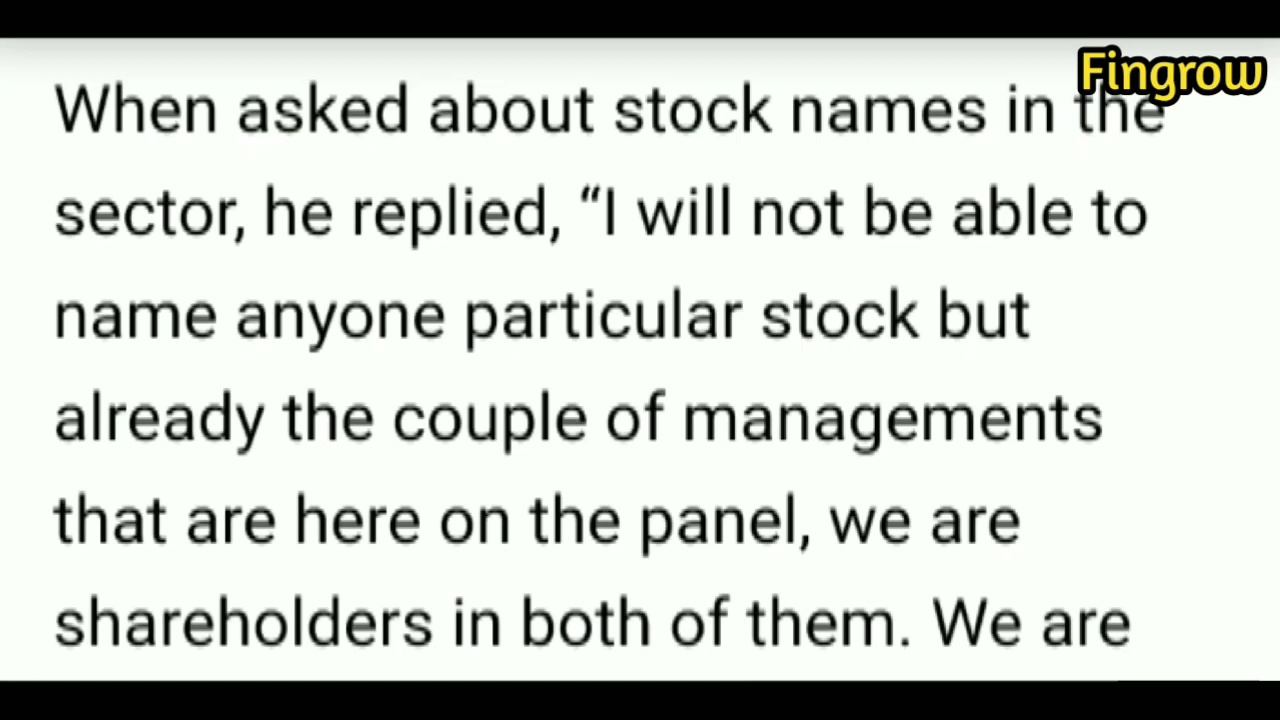 Fingrow
When asked about stock names in the
sector, he replied, “I will not be able to
name anyone particular stock but
already the couple of managements
that are here on the panel, we are
shareholders in both of them. We are